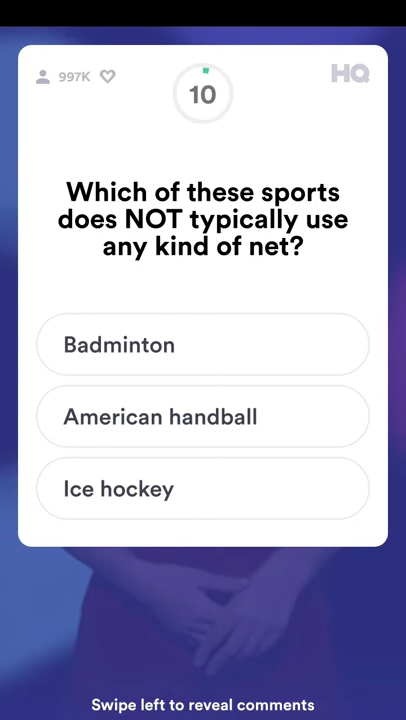 997K
10
HQ
Which of these sports
does NOT typically use
any kind of net?
Badminton
American handball
Ice hockey
Swipe left to reveal comments